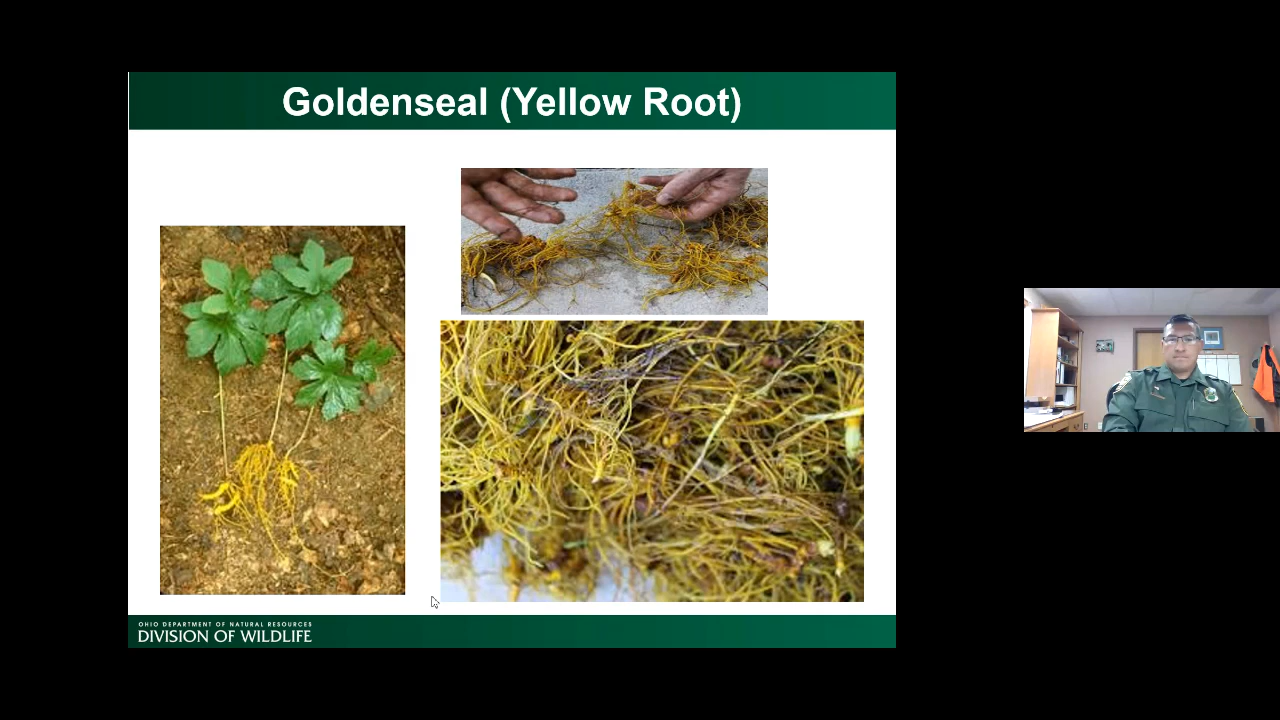 Goldenseal (Yellow Root)
OHIO DEPARTMENT OF NATURAL RESOURCES
DIVISION OF WILDLIFE